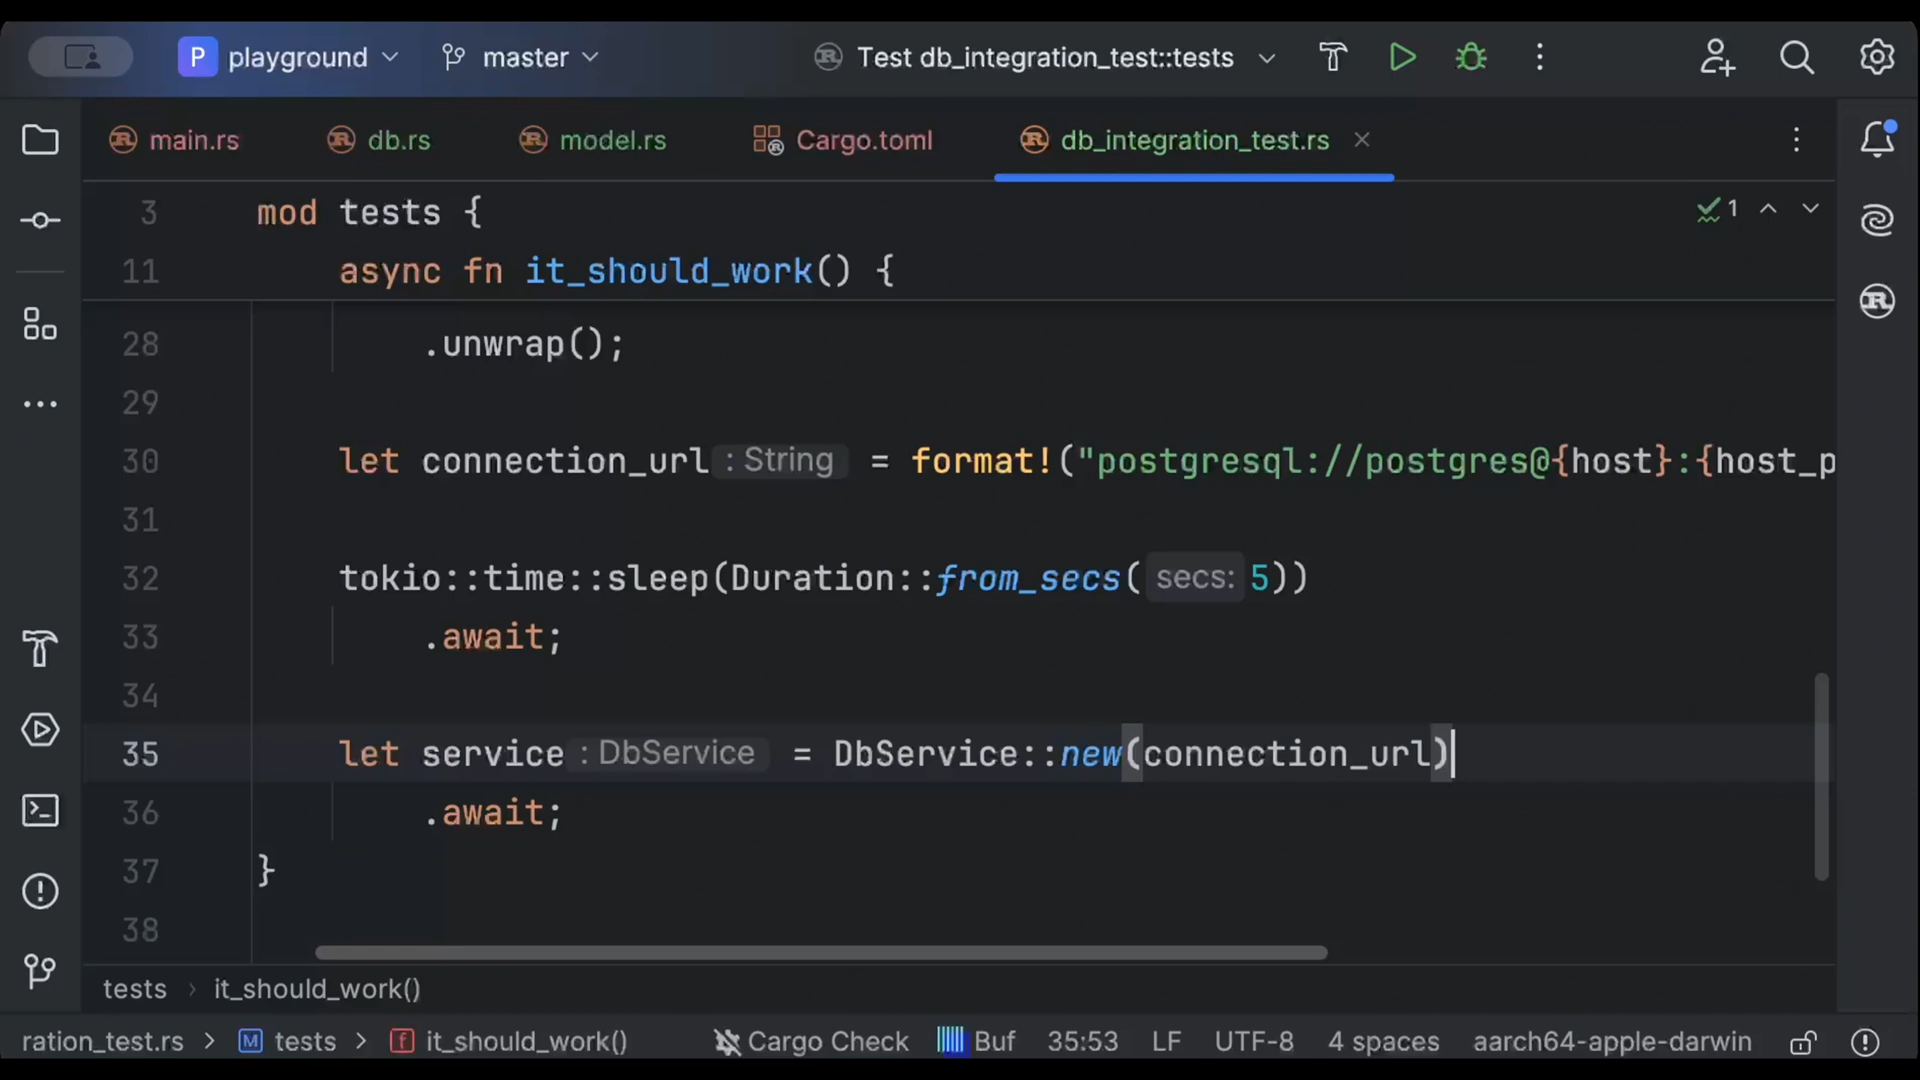 P playground master Test db_integration_test::tests
main.rs db.rs model.rs Cargo.toml db_integration_test.rs
3 mod tests { 1
11 async fn it_should_work() {
28 .unwrap();
29
30 let connection_url : String = format!("postgresql://postgres@{host}:{host_p
31
32 tokio::time::sleep(Duration::from_secs( secs: 5))
33 .await;
34
35 let service : DbService = DbService::new(connection_url)
36 .await;
37 }
38
tests › it_should_work()
ration_test.rs > M tests > f it_should_work() Cargo Check Buf 35:53 LF UTF-8 4 spaces aarch64-apple-darwin